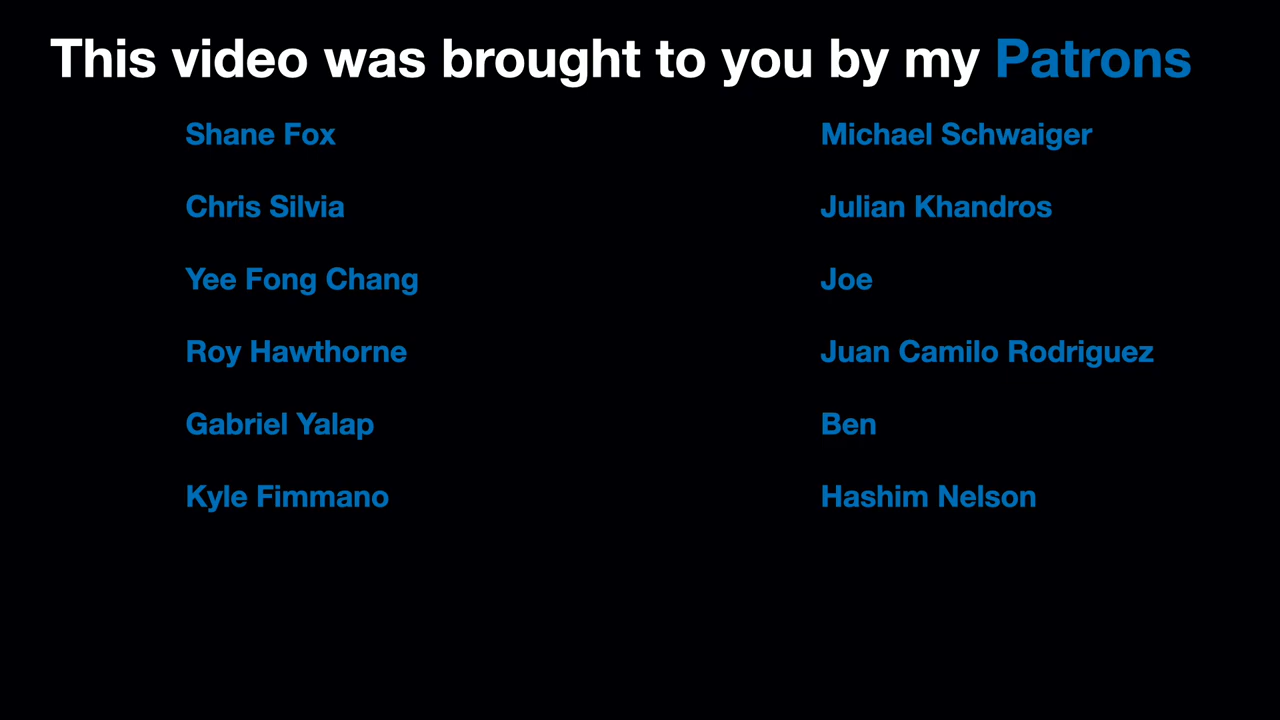 This video was brought to you by my Patrons
Shane Fox
Chris Silvia
Yee Fong Chang
Roy Hawthorne
Gabriel Yalap
Kyle Fimmano
Michael Schwaiger
Julian Khandros
Joe
Juan Camilo Rodriguez
Ben
Hashim Nelson